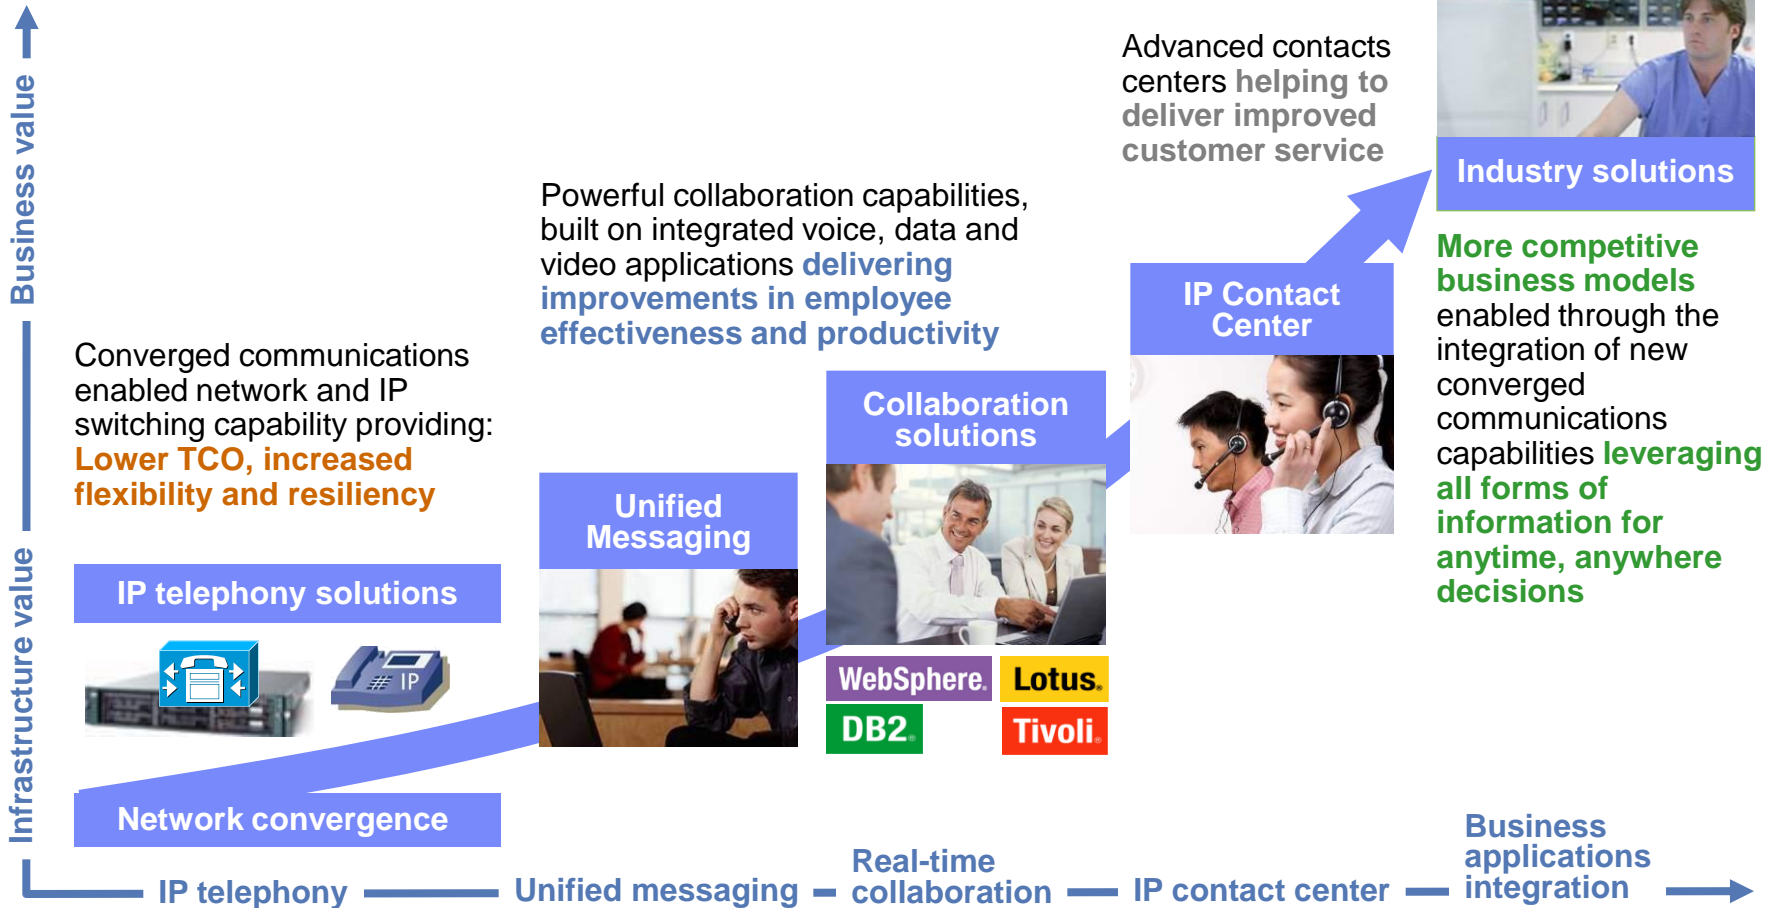 Business value
Infrastructure value
Converged communications
enabled network and IP
switching capability providing:
Lower TCO, increased
flexibility and resiliency
IP telephony solutions
IP
Network convergence
Powerful collaboration capabilities,
built on integrated voice, data and
video applications delivering
improvements in employee
effectiveness and productivity
Unified
Messaging
Collaboration
solutions
WebSphere.
Lotus.
DB2.
Tivoli.
Advanced contacts
centers helping to
deliver improved
customer service
IP Contact
Center
Industry solutions
More competitive
business models
enabled through the
integration of new
converged
communications
capabilities leveraging
all forms of
information for
anytime, anywhere
decisions
IP telephony
Unified messaging
Real-time
collaboration
IP contact center
Business
applications
integration